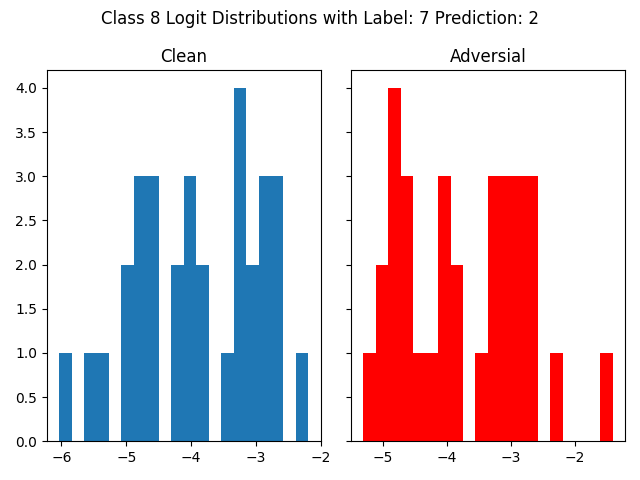 Class 8 Logit Distributions with Label: 7 Prediction: 2
Clean
Adversial
4.0
3.5
3.0
2.5
2.0
1.5
1.0
0.5
0.0
−6 −5 −4 −3 −2
−5 −4 −3 −2